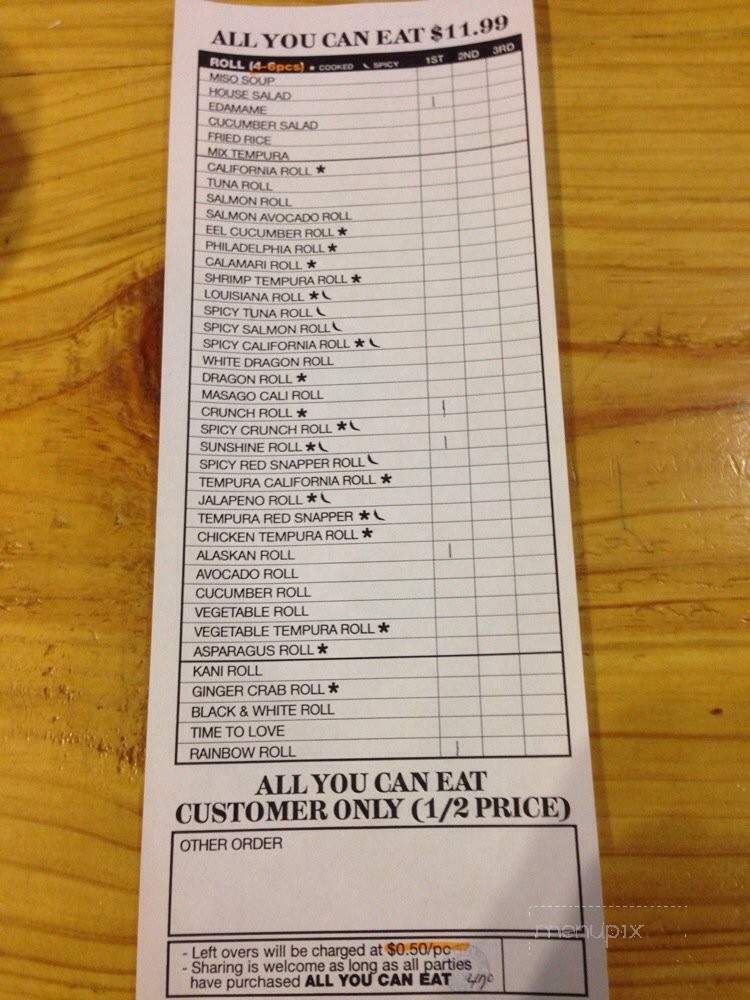 ALL YOU CAN EAT $11.99
ROLL (4-6pcs) ★ COOKED SPICY 1ST 2ND 3RD
MISO SOUP
HOUSE SALAD
EDAMAME
CUCUMBER SALAD
FRIED RICE
MIX TEMPURA
CALIFORNIA ROLL ★
TUNA ROLL
SALMON ROLL
SALMON AVOCADO ROLL
EEL CUCUMBER ROLL ★
PHILADELPHIA ROLL ★
CALAMARI ROLL ★
SHRIMP TEMPURA ROLL ★
LOUISIANA ROLL ★
SPICY TUNA ROLL
SPICY SALMON ROLL
SPICY CALIFORNIA ROLL ★
WHITE DRAGON ROLL
DRAGON ROLL ★
MASAGO CALI ROLL
CRUNCH ROLL ★
SPICY CRUNCH ROLL ★
SUNSHINE ROLL ★
SPICY RED SNAPPER ROLL
TEMPURA CALIFORNIA ROLL ★
JALAPENO ROLL ★
TEMPURA RED SNAPPER ★
CHICKEN TEMPURA ROLL ★
ALASKAN ROLL
AVOCADO ROLL
CUCUMBER ROLL
VEGETABLE ROLL
VEGETABLE TEMPURA ROLL ★
ASPARAGUS ROLL ★
KANI ROLL
GINGER CRAB ROLL ★
BLACK & WHITE ROLL
TIME TO LOVE
RAINBOW ROLL
ALL YOU CAN EAT
CUSTOMER ONLY (1/2 PRICE)
OTHER ORDER
- Left overs will be charged at $0.50/pc
- Sharing is welcome as long as all parties
have purchased ALL YOU CAN EAT
menupix